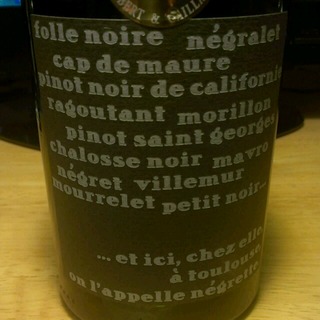 BERT & 
folle noire négralet
cap de maure
pinot noir de californie
ragoutant morillon
pinot saint georges
chalosse noir mavro
négret villemur
mourrelet petit noir...
... et ici, chez elle
à toulouse
on l'appelle négrette